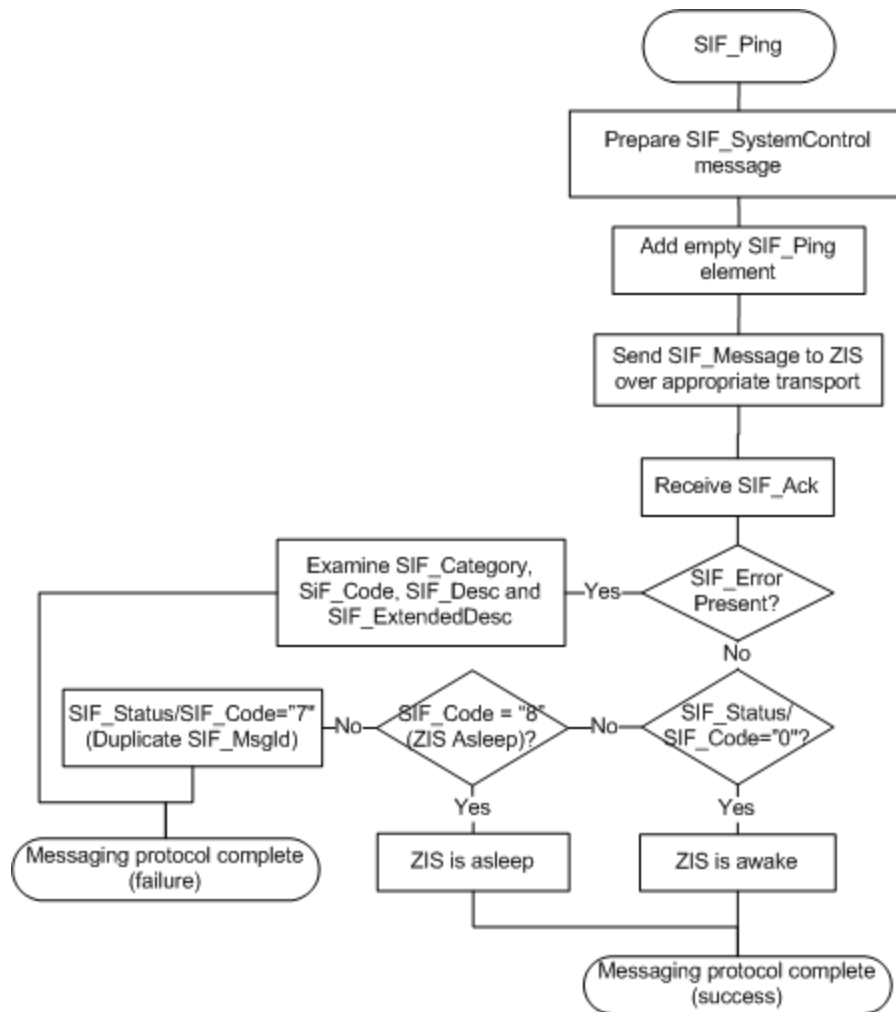 SIF_Ping
Prepare SIF_SystemControl
message
Add empty SIF_Ping
element
Send SIF_Message to ZIS
over appropriate transport
Receive SIF_Ack
SIF_Error
Present?
Yes
Examine SIF_Category,
SiF_Code, SIF_Desc and
SIF_ExtendedDesc
No
SIF_Status/
SIF_Code="0"?
No
SIF_Code = "8"
(ZIS Asleep)?
No
SIF_Status/SIF_Code="7"
(Duplicate SIF_MsgId)
Yes
Yes
Messaging protocol complete
(failure)
ZIS is asleep
ZIS is awake
Messaging protocol complete
(success)